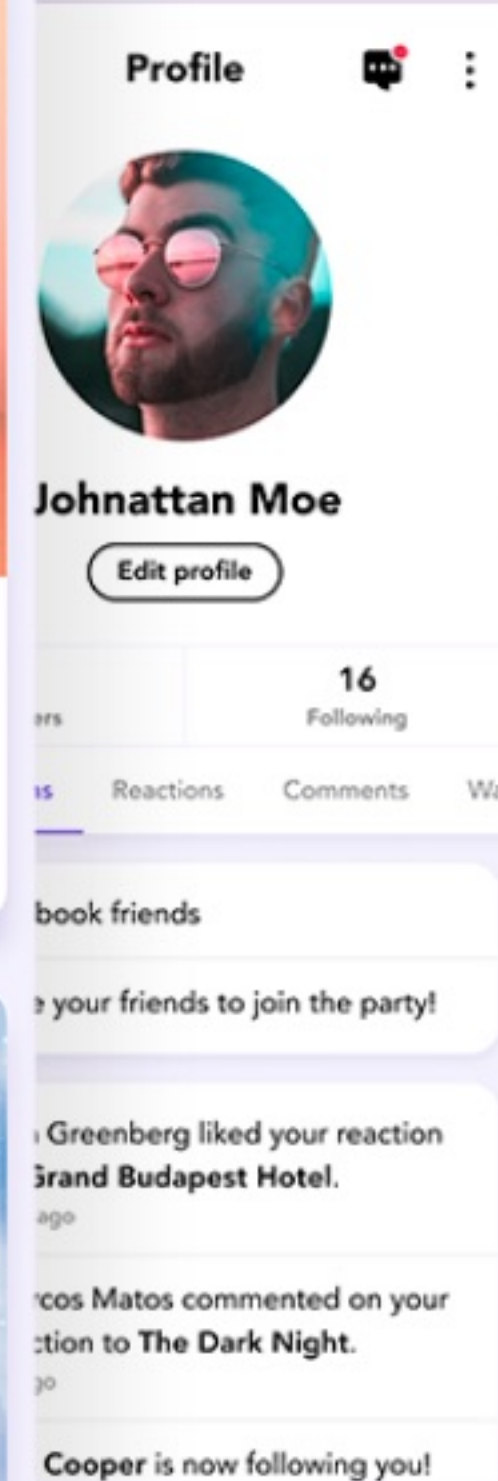 Profile
Johnattan Moe
Edit profile
16
Following
Reactions Comments
book friends
your friends to join the party!
Greenberg liked your reaction
Grand Budapest Hotel.
ago
Matos commented on your
to The Dark Night.
Cooper is now following you!